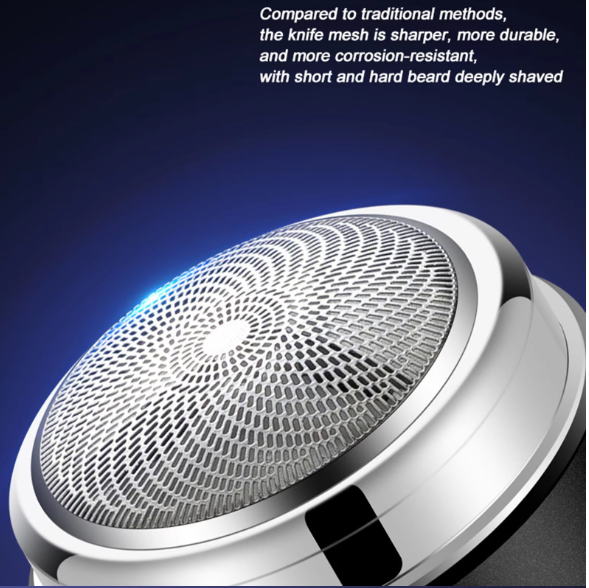 Compared to traditional methods,
the knife mesh is sharper, more durable,
and more corrosion-resistant,
with short and hard beard deeply shaved